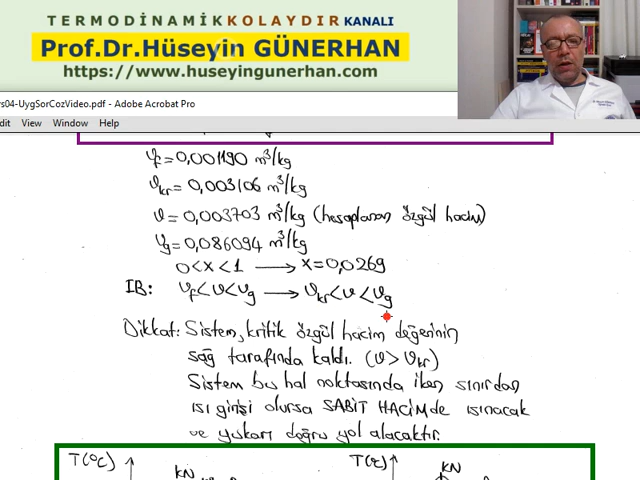 TERMODİNAMİKKOLAYDIR KANALI
Prof.Dr.Hüseyin GÜNERHAN
https://www.huseyingunerhan.com
rs04-UygSorCozVideo.pdf - Adobe Acrobat Pro
dit View Window Help
vf = 0,001190 m³/kg
vkr = 0,003106 m³/kg
v = 0,003703 m³/kg (hesaplanan özgül hacim)
vg = 0,086094 m³/kg
0<x<1 → x=0,0269
IB: vf<v<vg → vkr<v<vg
Dikkat: Sistem, kritik özgül hacim değerinin
sağ tarafında kaldı. (v > vkr)
Sistem bu hal noktasında iken sınırdan
ısı girişi olursa SABİT HACİMde ısınacak
ve yukarı doğru yol alacaktır.
T(°C) KN T(°C) KN